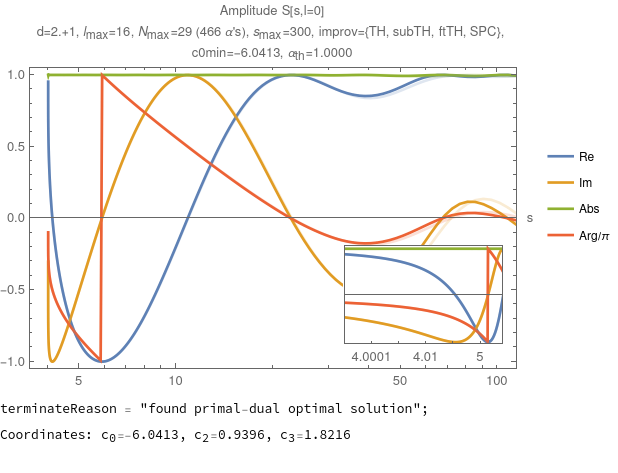 Amplitude S[s,l=0]
d=2.+1, lmax=16, Nmax=29 (466 α's), smax=300, improv={TH, subTH, ftTH, SPC},
c0min=−6.0413, αth=1.0000
1.0
0.5
0.0
−0.5
−1.0
5
10
50
100
s
4.0001
4.01
5
Re
Im
Abs
Arg/π
terminateReason = "found primal-dual optimal solution";
Coordinates: c0=-6.0413, c2=0.9396, c3=1.8216